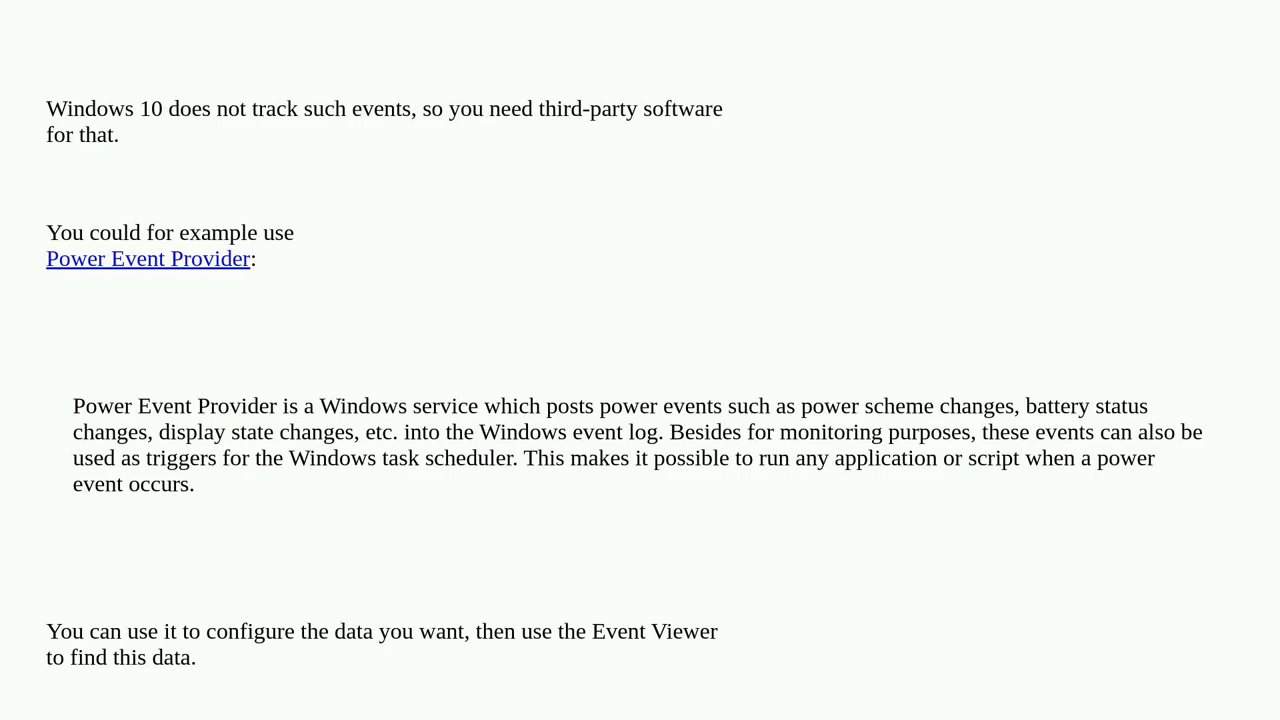 Windows 10 does not track such events, so you need third-party software
for that.
You could for example use
Power Event Provider:
Power Event Provider is a Windows service which posts power events such as power scheme changes, battery status
changes, display state changes, etc. into the Windows event log. Besides for monitoring purposes, these events can also be
used as triggers for the Windows task scheduler. This makes it possible to run any application or script when a power
event occurs.
You can use it to configure the data you want, then use the Event Viewer
to find this data.